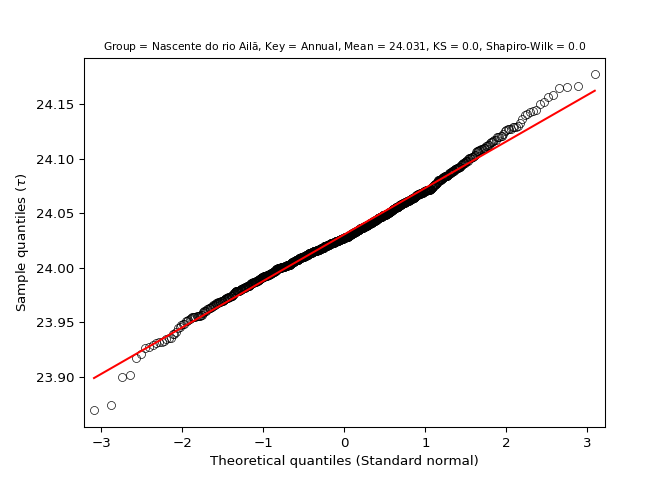 Group = Nascente do rio Ailã, Key = Annual, Mean = 24.031, KS = 0.0, Shapiro-Wilk = 0.0
24.15
24.10
24.05
24.00
23.95
23.90
Sample quantiles (τ)
−3 −2 −1 0 1 2 3
Theoretical quantiles (Standard normal)